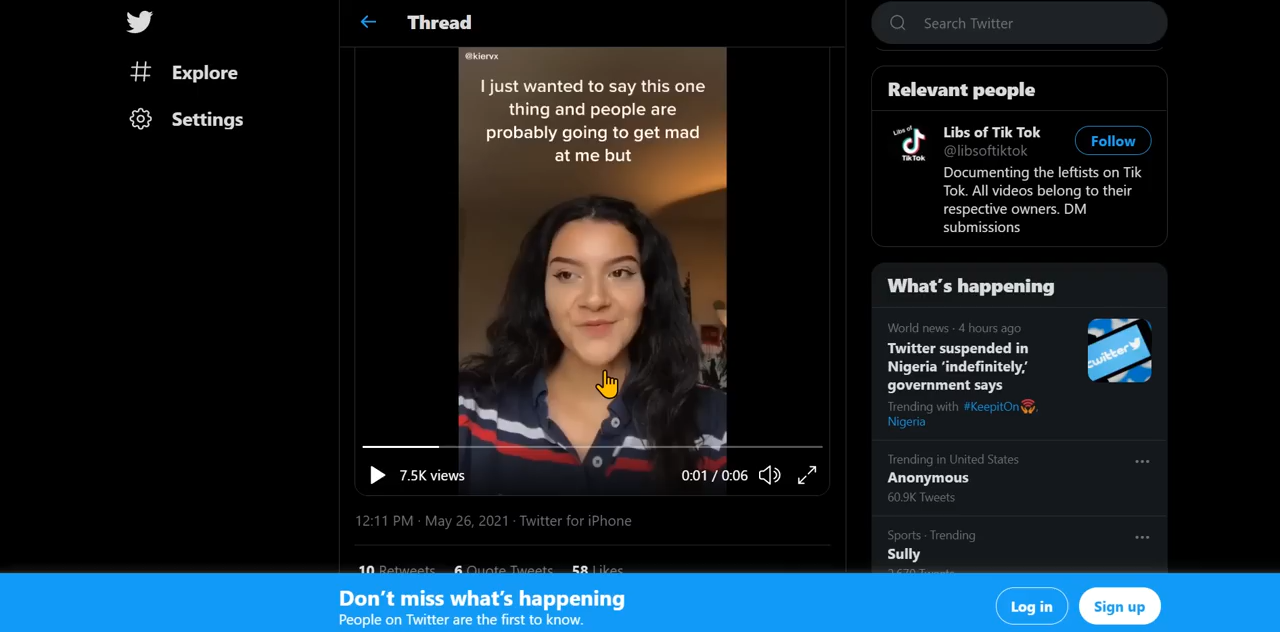 Thread
Search Twitter
Explore
Settings
@kiervx
I just wanted to say this one
thing and people are
probably going to get mad
at me but
7.5K views
0:01 / 0:06
12:11 PM · May 26, 2021 · Twitter for iPhone
10 Retweets 6 Quote Tweets 58 Likes
Relevant people
Libs of
TikTok
Libs of Tik Tok
@libsoftiktok
Follow
Documenting the leftists on Tik
Tok. All videos belong to their
respective owners. DM
submissions
What's happening
World news · 4 hours ago
Twitter suspended in
Nigeria 'indefinitely,'
government says
Trending with #KeepitOn,
Nigeria
twitter
Trending in United States
Anonymous
60.9K Tweets
Sports · Trending
Sully
Don't miss what's happening
People on Twitter are the first to know.
Log in
Sign up